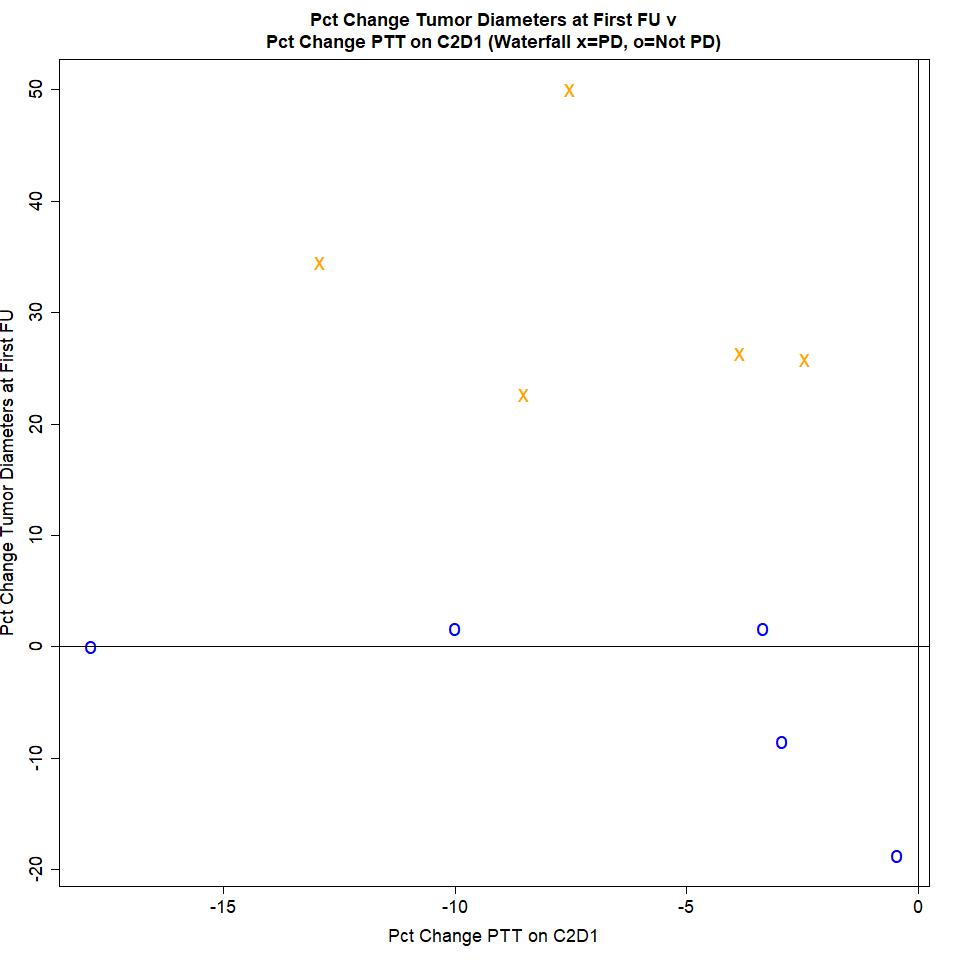 Pct Change Tumor Diameters at First FU v
Pct Change PTT on C2D1 (Waterfall x=PD, o=Not PD)
Pct Change Tumor Diameters at First FU
50
40
30
20
10
0
-10
-20
x
x
x
x
x
o
o
o
o
o
-15
-10
-5
0
Pct Change PTT on C2D1